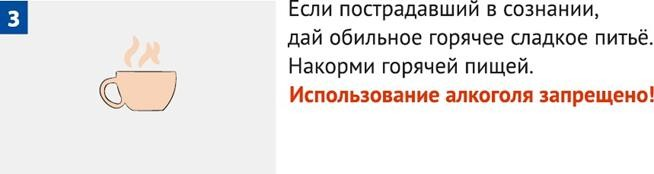 3
Если пострадавший в сознании,
дай обильное горячее сладкое питьё.
Накорми горячей пищей.
Использование алкоголя запрещено!